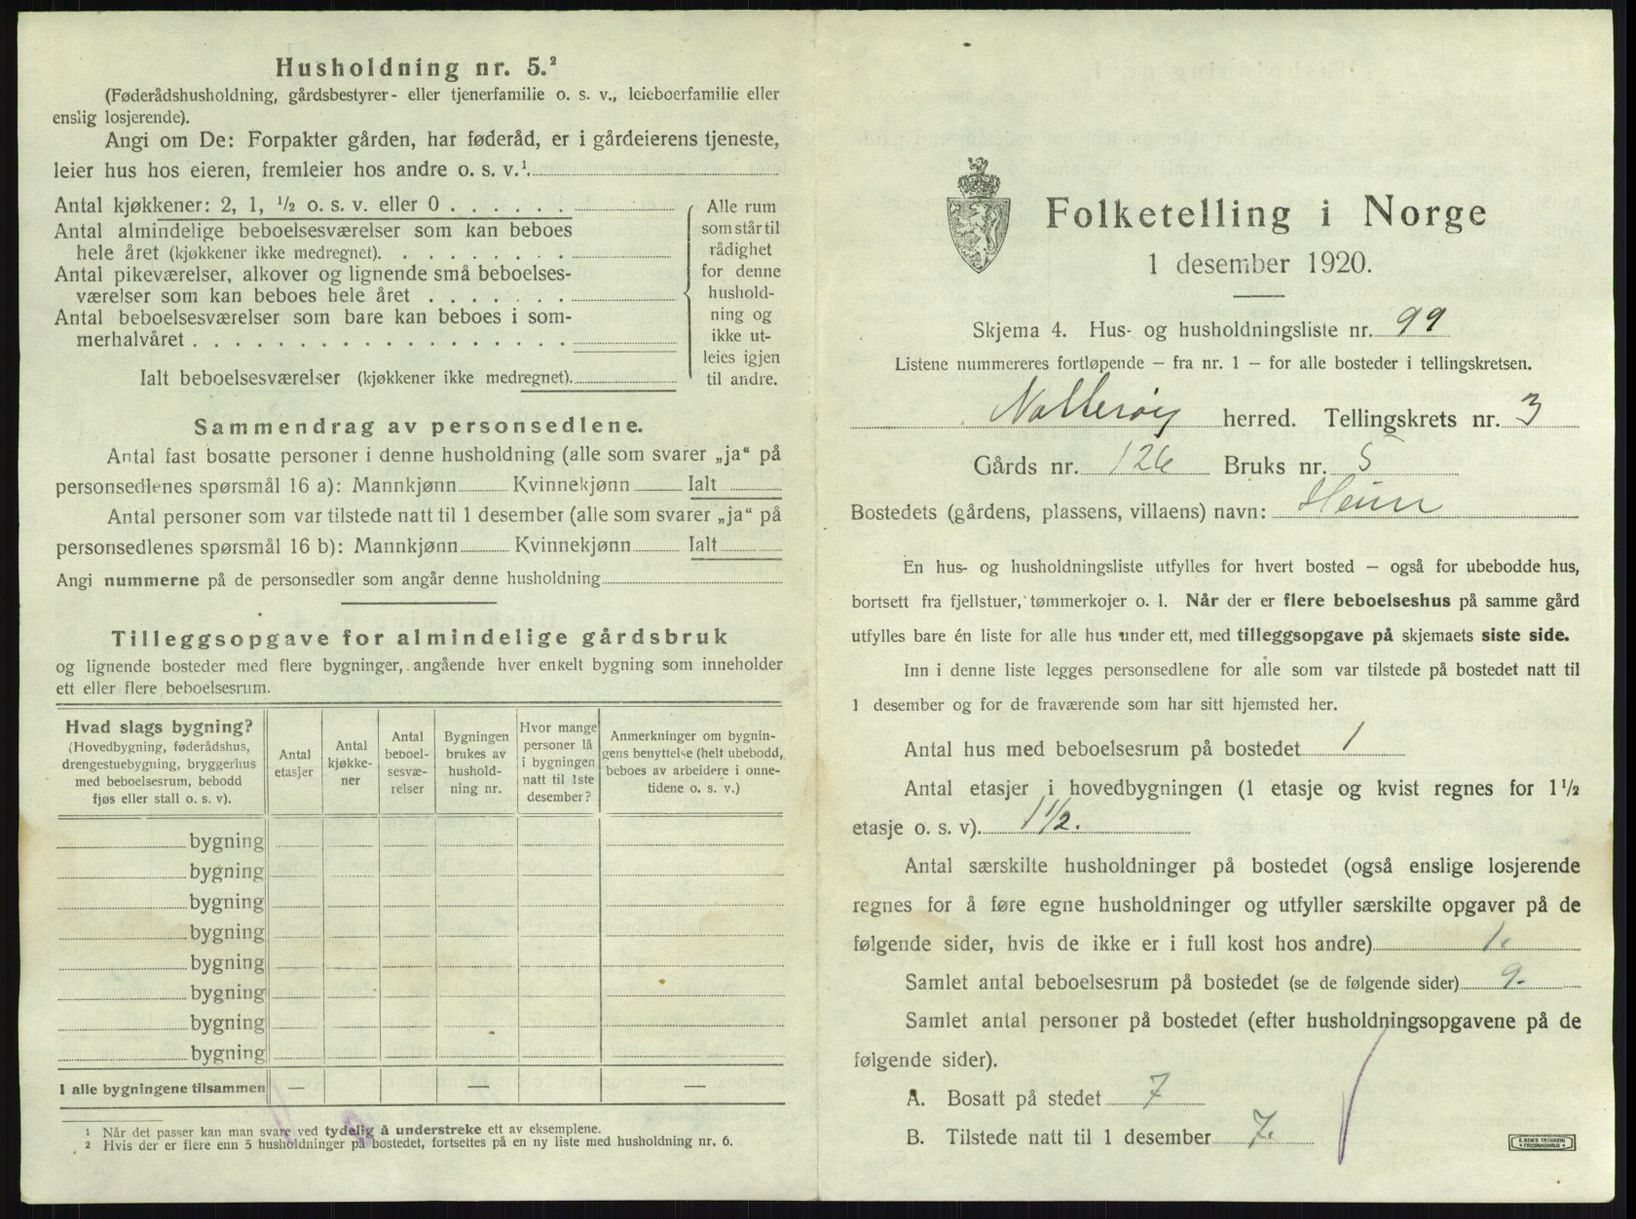 Husholdning nr. 5.²
(Føderådshusholdning, gårdsbestyrer- eller tjenerfamilie o. s. v., leieboerfamilie eller
enslig losjerende).
Angi om De: Forpakter gården, har føderåd, er i gårdeierens tjeneste,
leier hus hos eieren, fremleier hos andre o. s. v.¹
Antal kjøkkener: 2, 1, ½ o. s. v. eller 0
Antal almindelige beboelsesværelser som kan beboes
hele året (kjøkkener ikke medregnet).
Antal pikeværelser, alkover og lignende små beboelses-
værelser som kan beboes hele året
Antal beboelsesværelser som bare kan beboes i som-
merhalvåret
Ialt beboelsesværelser (kjøkkener ikke medregnet).
Alle rum
som står til
rådighet
for denne
hushold-
ning og
ikke ut-
leies igjen
til andre.
Sammendrag av personsedlene.
Antal fast bosatte personer i denne husholdning (alle som svarer „ja“ på
personsedlenes spørsmål 16 a): Mannkjønn Kvinnekjønn Ialt
Antal personer som var tilstede natt til 1 desember (alle som svarer „ja“ på
personsedlenes spørsmål 16 b): Mannkjønn Kvinnekjønn Ialt
Angi nummerne på de personsedler som angår denne husholdning
Tilleggsopgave for almindelige gårdsbruk
og lignende bosteder med flere bygninger, angående hver enkelt bygning som inneholder
ett eller flere beboelsesrum.
Hvad slags bygning?
(Hovedbygning, føderådshus,
drengestuebygning, bryggerhus
med beboelsesrum, bebodd
fjøs eller stall o. s. v).
Antal
etasjer
Antal
kjøkke-
ner
Antal
beboel-
sesvæ-
relser
Bygningen
brukes av
hushold-
ning nr.
Hvor mange
personer lå
i bygningen
natt til 1ste
desember?
Anmerkninger om bygnin-
gens benyttelse (helt ubebodd,
beboes av arbeidere i onne-
tidene o. s. v.)
bygning
bygning
bygning
bygning
bygning
bygning
bygning
bygning
I alle bygningene tilsammen — — —
¹ Når det passer kan man svare ved tydelig å understreke ett av eksemplene.
² Hvis der er flere enn 5 husholdninger på bostedet, fortsettes på en ny liste med husholdning nr. 6.
Folketelling i Norge
1 desember 1920.
Skjema 4. Hus- og husholdningsliste nr. 99
Listene nummereres fortløpende – fra nr. 1 – for alle bosteder i tellingskretsen.
Nøtterøy herred. Tellingskrets nr. 3
Gårds nr. 126 Bruks nr. 5
Bostedets (gårdens, plassens, villaens) navn: Heim
En hus- og husholdningsliste utfylles for hvert bosted – også for ubebodde hus,
bortsett fra fjellstuer, tømmerkojer o. l. Når der er flere beboelseshus på samme gård
utfylles bare én liste for alle hus under ett, med tilleggsopgave på skjemaets siste side.
Inn i denne liste legges personsedlene for alle som var tilstede på bostedet natt til
1 desember og for de fraværende som har sitt hjemsted her.
Antal hus med beboelsesrum på bostedet 1
Antal etasjer i hovedbygningen (1 etasje og kvist regnes for 1½
etasje o. s. v). 1½.
Antal særskilte husholdninger på bostedet (også enslige losjerende
regnes for å føre egne husholdninger og utfyller særskilte opgaver på de
følgende sider, hvis de ikke er i full kost hos andre) 1.
Samlet antal beboelsesrum på bostedet (se de følgende sider) 9.
Samlet antal personer på bostedet (efter husholdningsopgavene på de
følgende sider).
A. Bosatt på stedet 7
B. Tilstede natt til 1 desember 7.